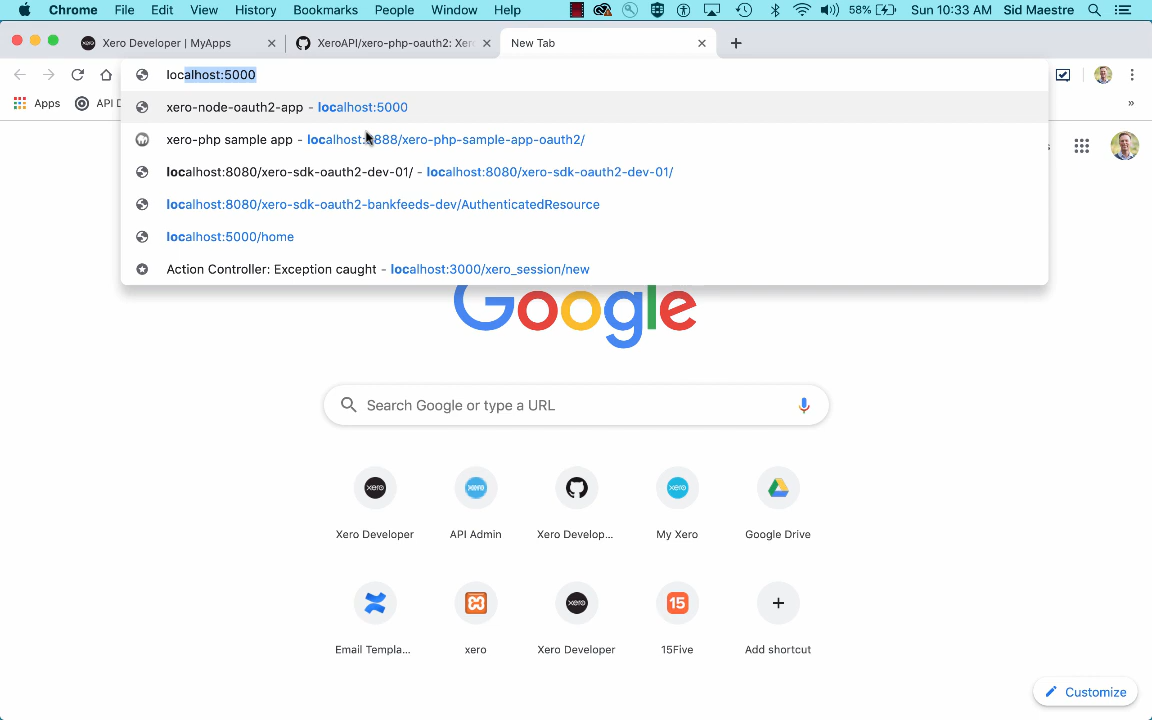 Chrome File Edit View History Bookmarks People Window Help 58% Sun 10:33 AM Sid Maestre
Xero Developer | MyApps XeroAPI/xero-php-oauth2: Xer New Tab
localhost:5000
Apps API D »
xero-node-oauth2-app - localhost:5000
xero-php sample app - localhost:8888/xero-php-sample-app-oauth2/
localhost:8080/xero-sdk-oauth2-dev-01/ - localhost:8080/xero-sdk-oauth2-dev-01/
localhost:8080/xero-sdk-oauth2-bankfeeds-dev/AuthenticatedResource
localhost:5000/home
Action Controller: Exception caught - localhost:3000/xero_session/new
Google
Search Google or type a URL
xero xero xero
Xero Developer API Admin Xero Develop... My Xero Google Drive
xero 15
Email Templa... xero Xero Developer 15Five Add shortcut
Customize